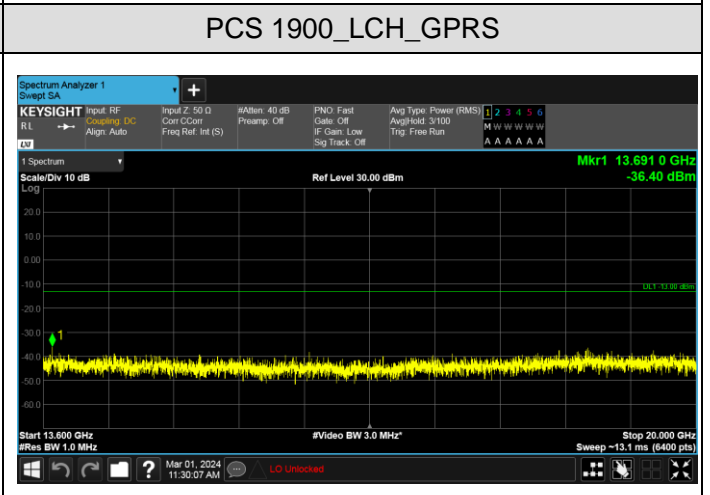 PCS 1900_LCH_GPRS
Spectrum Analyzer 1
Swept SA
+
KEYSIGHT Input: RF Input Z: 50 Ω #Atten: 40 dB PNO: Fast Avg Type: Power (RMS) 1 2 3 4 5 6
RL Coupling: DC Corr CCorr Preamp: Off Gate: Off Avg|Hold: 3/100 M W W W W W
Align: Auto Freq Ref: Int (S) IF Gain: Low Trig: Free Run
LXI Sig Track: Off A A A A A A
1 Spectrum
Mkr1 13.691 0 GHz
Scale/Div 10 dB Ref Level 30.00 dBm -36.40 dBm
Log
20.0
10.0
0.00
-10.0
DL1 -13.00 dBm
-20.0
-30.0
1
-40.0
-50.0
-60.0
Start 13.600 GHz #Video BW 3.0 MHz* Stop 20.000 GHz
#Res BW 1.0 MHz Sweep ~13.1 ms (6400 pts)
? Mar 01, 2024
11:30:07 AM
LO Unlocked